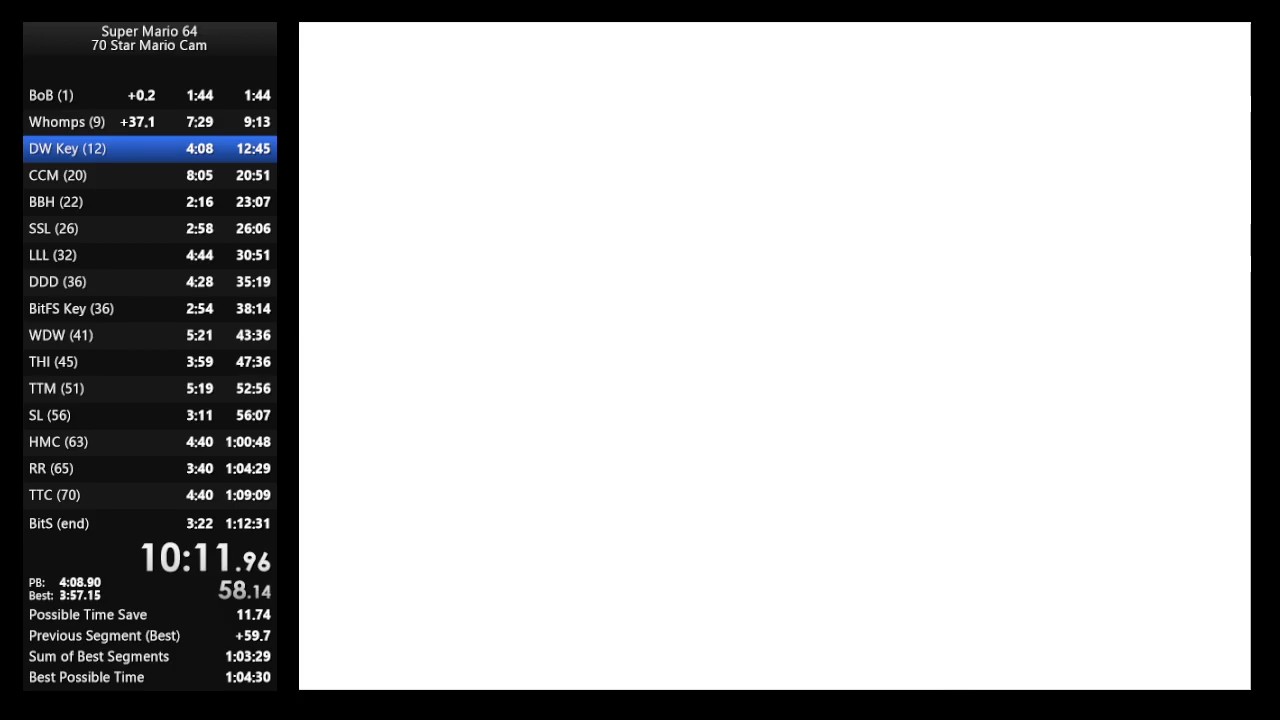 Super Mario 64
70 Star Mario Cam
BoB (1) +0.2 1:44 1:44
Whomps (9) +37.1 7:29 9:13
DW Key (12) 4:08 12:45
CCM (20) 8:05 20:51
BBH (22) 2:16 23:07
SSL (26) 2:58 26:06
LLL (32) 4:44 30:51
DDD (36) 4:28 35:19
BitFS Key (36) 2:54 38:14
WDW (41) 5:21 43:36
THI (45) 3:59 47:36
TTM (51) 5:19 52:56
SL (56) 3:11 56:07
HMC (63) 4:40 1:00:48
RR (65) 3:40 1:04:29
TTC (70) 4:40 1:09:09
BitS (end) 3:22 1:12:31
10:11.96
PB: 4:08.90
Best: 3:57.15
58.14
Possible Time Save 11.74
Previous Segment (Best) +59.7
Sum of Best Segments 1:03:29
Best Possible Time 1:04:30